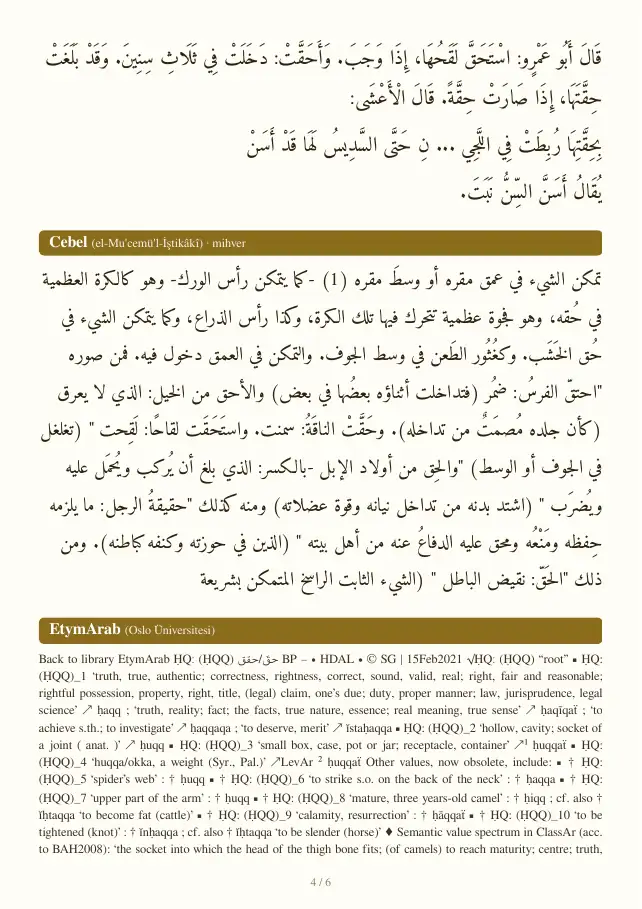 قَالَ أَبُو عَمْرٍو: اسْتَحَقَّ لَقَحُهَا، إِذَا وَجَبَ. وَأَحَقَّتْ: دَخَلَتْ فِي ثَلَاثِ سِنِينَ. وَقَدْ بَلَغَتْ
حِقَّتَهَا، إِذَا صَارَتْ حِقَّةً. قَالَ الْأَعْشَى:
بِحِقَّتِهَا رُبِطَتْ فِي اللَّجِي ... نِ حَتَّى السَّدِيسُ لَهَا قَدْ أَسَنْ
يُقَالُ أَسَنَّ السِّنُّ نَبَتَ.
Cebel (el-Mu'cemü'l-İştikâkî) · mihver
تمكن الشيء في عمق مقره أو وسطَ مقره (1) -كما يتمكن رأس الورك- وهو كالكرة العظمية
في حُقه، وهو فجوة عظمية تتحرك فيها تلك الكرة، وكذا رأس الذراع، وكما يتمكن الشيء في
حُق الخَشَب. وكغُثُور الطَعن في وسط الجوف. والتمكن في العمق دخول فيه. فمن صوره
"احتقّ الفرسُ: ضمُر (فتداخلت أثناؤه بعضُها في بعض) والأحق من الخيل: الذي لا يعرق
(كأن جلده مُصمَتٌ من تداخله). وحَقَّتْ الناقَةُ: سمنت. واستَحَقَت لقاحًا: لَقِحت " (تغلغل
في الجوف أو الوسط) "والحِق من أولاد الإبل -بالكسر: الذي بلغ أن يُركب ويُحمَل عليه
ويُضرَب " (اشتد بدنه من تداخل نيانه وقوة عضلاته) ومنه كذلك "حقيقةُ الرجل: ما يلزمه
حِفظه ومَنْعُه ومحق عليه الدفاعُ عنه من أهل بيته " (الذين في حوزته وكنفه كباطنه). ومن
ذلك "الحَقّ: نقيض الباطل " (الشيء الثابت الراسخ المتمكن بشريعة
EtymArab (Oslo Üniversitesi)
Back to library EtymArab ḤQ: (ḤQQ) حقّ/حقق BP – • HDAL • © SG | 15Feb2021 √ḤQ: (ḤQQ) “root” ▪ ḤQ:
(ḤQQ)_1 ‘truth, true, authentic; correctness, rightness, correct, sound, valid, real; right, fair and reasonable;
rightful possession, property, right, title, (legal) claim, one’s due; duty, proper manner; law, jurisprudence, legal
science’ ↗ ḥaqq ; ‘truth, reality; fact; the facts, true nature, essence; real meaning, true sense’ ↗ ḥaqīqaẗ ; ‘to
achieve s.th.; to investigate’ ↗ ḥaqqaqa ; ‘to deserve, merit’ ↗ ĭstaḥaqqa ▪ ḤQ: (ḤQQ)_2 ‘hollow, cavity; socket of
a joint ( anat. )’ ↗ ḥuqq ▪ ḤQ: (ḤQQ)_3 ‘small box, case, pot or jar; receptacle, container’ ↗¹ ḥuqqaẗ ▪ ḤQ:
(ḤQQ)_4 ‘huqqa/okka, a weight (Syr., Pal.)’ ↗LevAr ² ḥuqqaẗ Other values, now obsolete, include: ▪ † ḤQ:
(ḤQQ)_5 ‘spider’s web’ : † ḥuqq ▪ † ḤQ: (ḤQQ)_6 ‘to strike s.o. on the back of the neck’ : † ḥaqqa ▪ † ḤQ:
(ḤQQ)_7 ‘upper part of the arm’ : † ḥuqq ▪ † ḤQ: (ḤQQ)_8 ‘mature, three years-old camel’ : † ḥiqq ; cf. also †
ĭḥtaqqa ‘to become fat (cattle)’ ▪ † ḤQ: (ḤQQ)_9 ‘calamity, resurrection’ : † ḥāqqaẗ ▪ † ḤQ: (ḤQQ)_10 ‘to be
tightened (knot)’ : † ĭnḥaqqa ; cf. also † ĭḥtaqqa ‘to be slender (horse)’ ♦ Semantic value spectrum in ClassAr (acc.
to BAH2008): ‘the socket into which the head of the thigh bone fits; (of camels) to reach maturity; centre; truth,
4 / 6